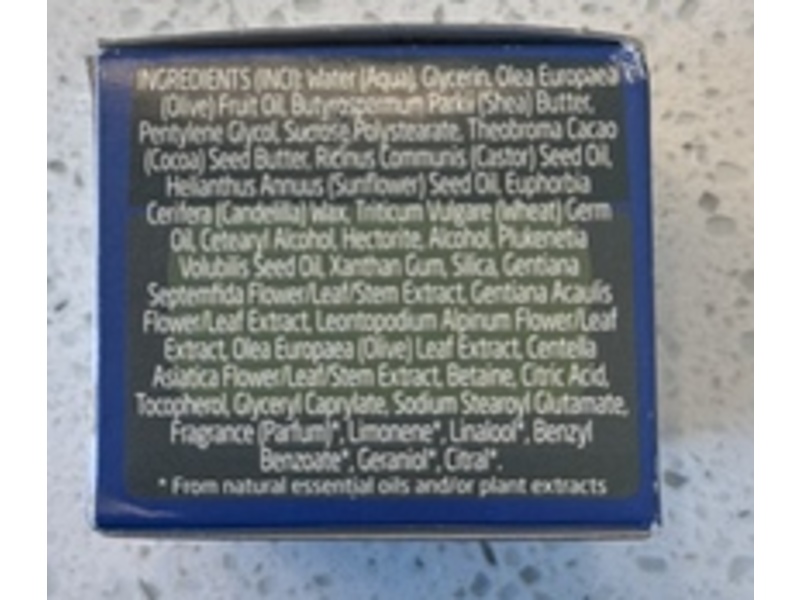 INGREDIENTS (INCI): Water (Aqua), Glycerin, Olea Europaea
(Olive) Fruit Oil, Butyrospermum Parkii (Shea) Butter,
Pentylene Glycol, Sucrose Polystearate, Theobroma Cacao
(Cocoa) Seed Butter, Ricinus Communis (Castor) Seed Oil,
Helianthus Annuus (Sunflower) Seed Oil, Euphorbia
Cerifera (Candelilla) Wax, Triticum Vulgare (Wheat) Germ
Oil, Cetearyl Alcohol, Hectorite, Alcohol, Plukenetia
Volubilis Seed Oil, Xanthan Gum, Silica, Gentiana
Septemfida Flower/Leaf/Stem Extract, Gentiana Acaulis
Flower/Leaf Extract, Leontopodium Alpinum Flower/Leaf
Extract, Olea Europaea (Olive) Leaf Extract, Centella
Asiatica Flower/Leaf/Stem Extract, Betaine, Citric Acid,
Tocopherol, Glyceryl Caprylate, Sodium Stearoyl Glutamate,
Fragrance (Parfum)*, Limonene*, Linalool*, Benzyl
Benzoate*, Geraniol*, Citral*.
* From natural essential oils and/or plant extracts